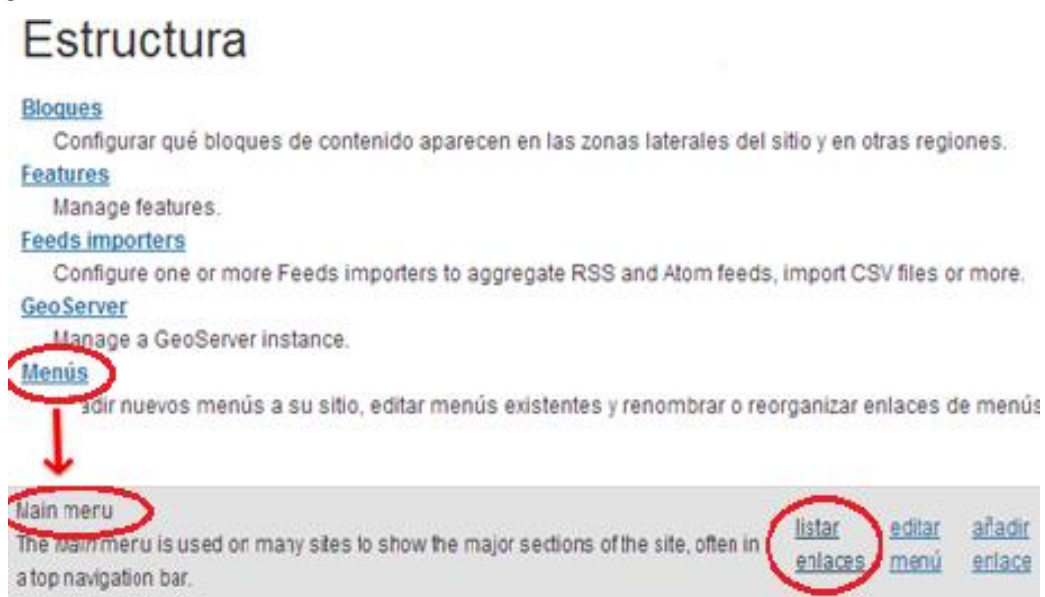 Estructura
Bloques
Configurar qué bloques de contenido aparecen en las zonas laterales del sitio y en otras regiones.
Features
Manage features.
Feeds importers
Configure one or more Feeds importers to aggregate RSS and Atom feeds, import CSV files or more.
GeoServer
Manage a GeoServer instance.
Menús
adir nuevos menús a su sitio, editar menús existentes y renombrar o reorganizar enlaces de menús
Main menu
The Main menu is used on many sites to show the major sections of the site, often in
a top navigation bar.
listar enlaces
editar menú
añadir enlace